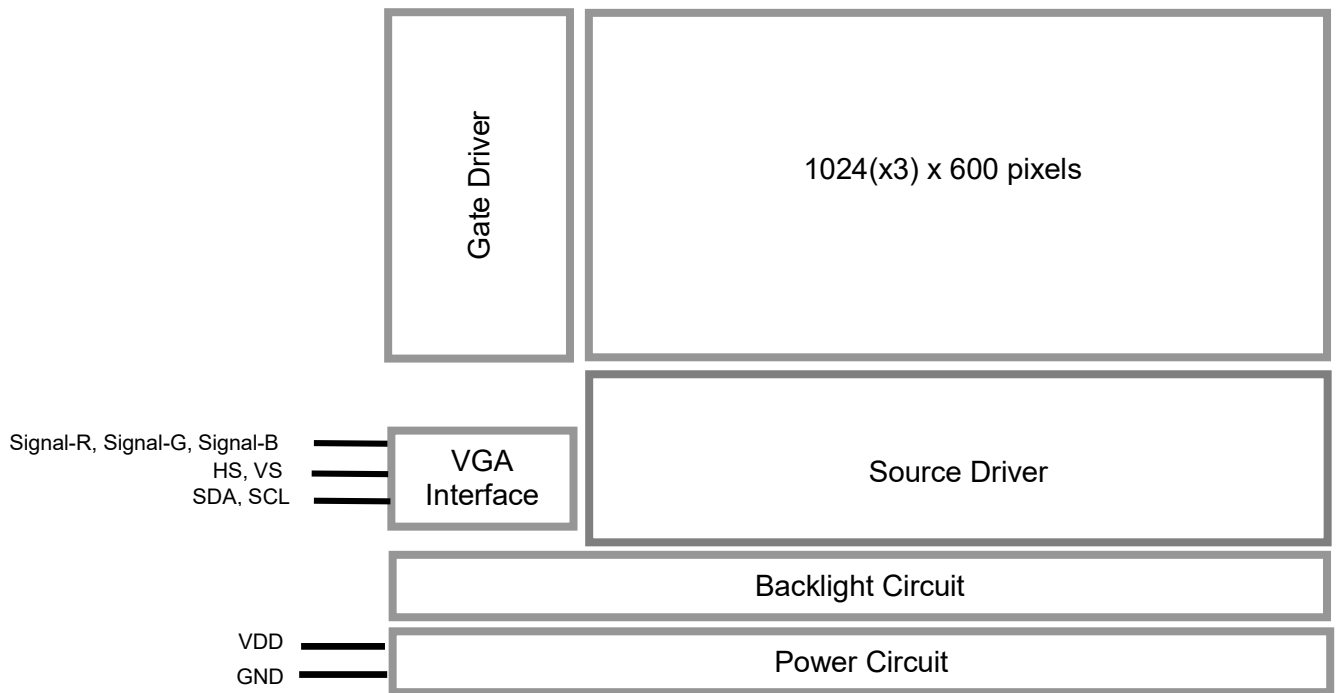 Gate Driver
1024(x3) x 600 pixels
Signal-R, Signal-G, Signal-B
HS, VS
SDA, SCL
VGA
Interface
Source Driver
Backlight Circuit
VDD
GND
Power Circuit